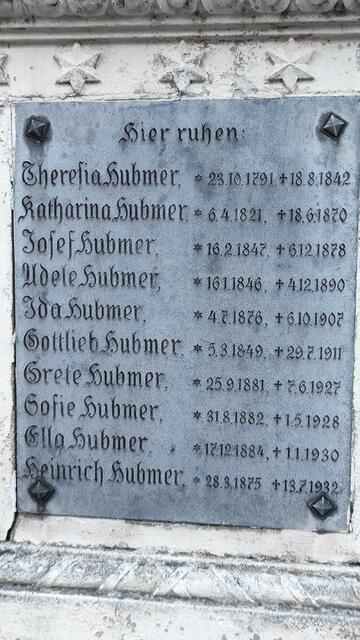 Hier ruhen:
Theresia Hubmer, * 23.10.1791, + 18.8.1842
Katharina Hubmer, * 6.4.1821, + 18.6.1870
Josef Hubmer, * 16.2.1847, + 6.12.1878
Adele Hubmer, * 16.1.1846, + 4.12.1890
Ida Hubmer, * 4.7.1876, + 6.10.1907
Gottlieb Hubmer, * 5.3.1849, + 29.7.1911
Grete Hubmer, * 25.9.1881, + 7.6.1927
Sofie Hubmer, * 31.8.1882, + 1.5.1928
Ella Hubmer, * 17.12.1884, + 1.1.1930
Heinrich Hubmer, * 28.3.1875 + 13.7.1932